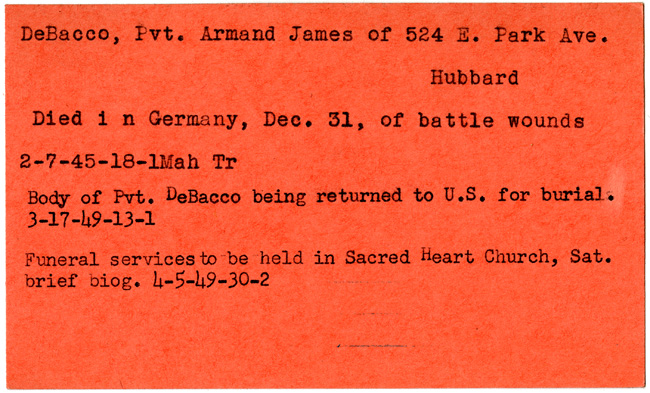 DeBacco, Pvt. Armand James of 524 E. Park Ave.
Hubbard
Died i n Germany, Dec. 31, of battle wounds
2-7-45-18-1Mah Tr
Body of Pvt. DeBacco being returned to U.S. for burial.
3-17-49-13-1
Funeral services to be held in Sacred Heart Church, Sat.
brief biog. 4-5-49-30-2